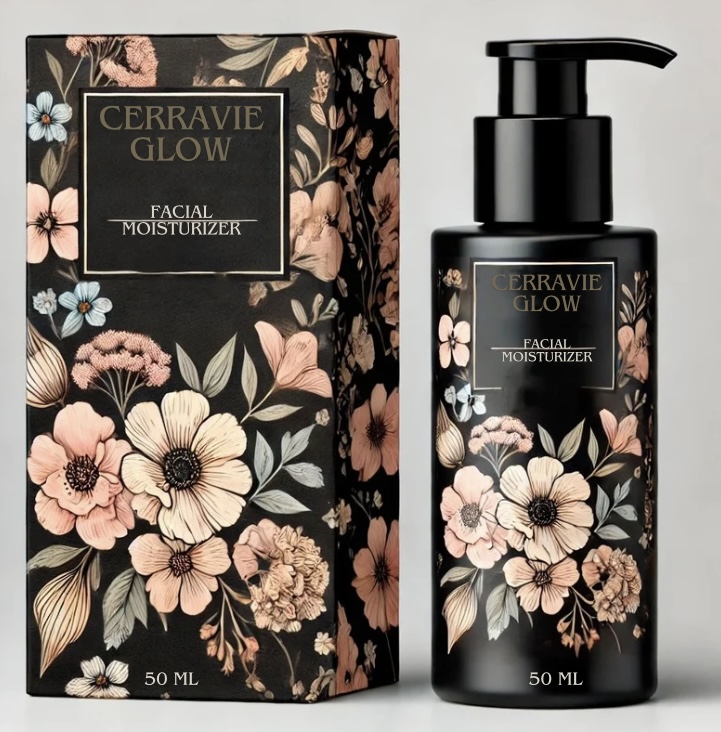 CERRAVIE
GLOW
FACIAL
MOISTURIZER
50 ML
CERRAVIE
GLOW
FACIAL
MOISTURIZER
50 ML